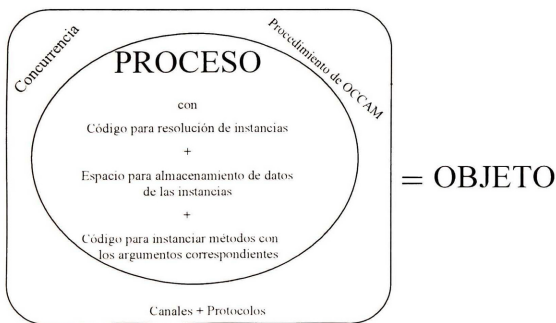 Concurrencia
Procedimiento de OCCAM
PROCESO
con
Código para resolución de instancias
+
Espacio para almacenamiento de datos
de las instancias
+
Código para instanciar métodos con
los argumentos correspondientes
Canales + Protocolos
= OBJETO